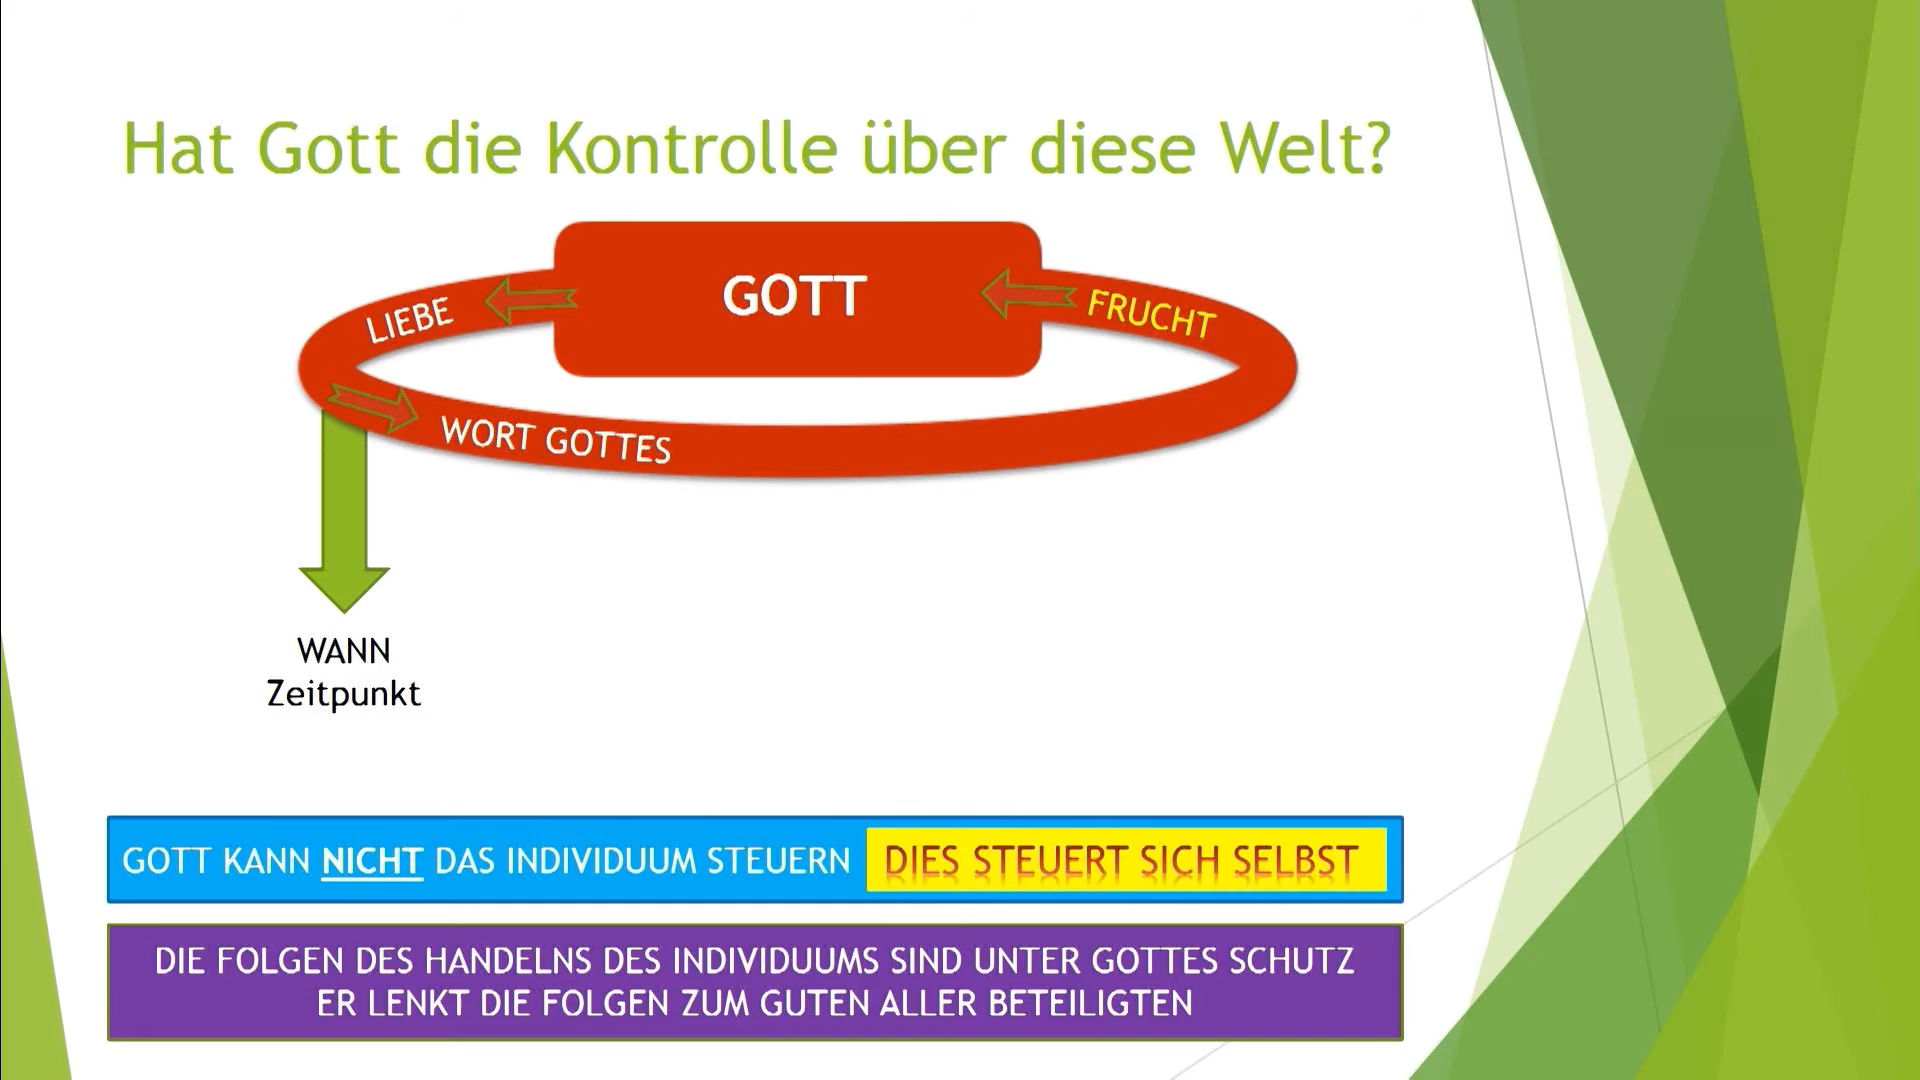 Hat Gott die Kontrolle über diese Welt?
GOTT
LIEBE
FRUCHT
WORT GOTTES
WANN
Zeitpunkt
GOTT KANN NICHT DAS INDIVIDUUM STEUERN DIES STEUERT SICH SELBST
DIE FOLGEN DES HANDELNS DES INDIVIDUUMS SIND UNTER GOTTES SCHUTZ
ER LENKT DIE FOLGEN ZUM GUTEN ALLER BETEILIGTEN